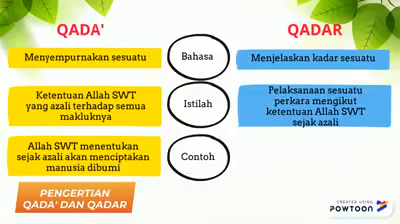 QADA'
QADAR
Menyempurnakan sesuatu
Bahasa
Menjelaskan kadar sesuatu
Ketentuan Allah SWT
yang azali terhadap semua
makluknya
Istilah
Pelaksanaan sesuatu
perkara mengikut
ketentuan Allah SWT
sejak azali
Allah SWT menentukan
sejak azali akan menciptakan
manusia dibumi
Contoh
PENGERTIAN
QADA' DAN QADAR
CREATED USING
POWTOON